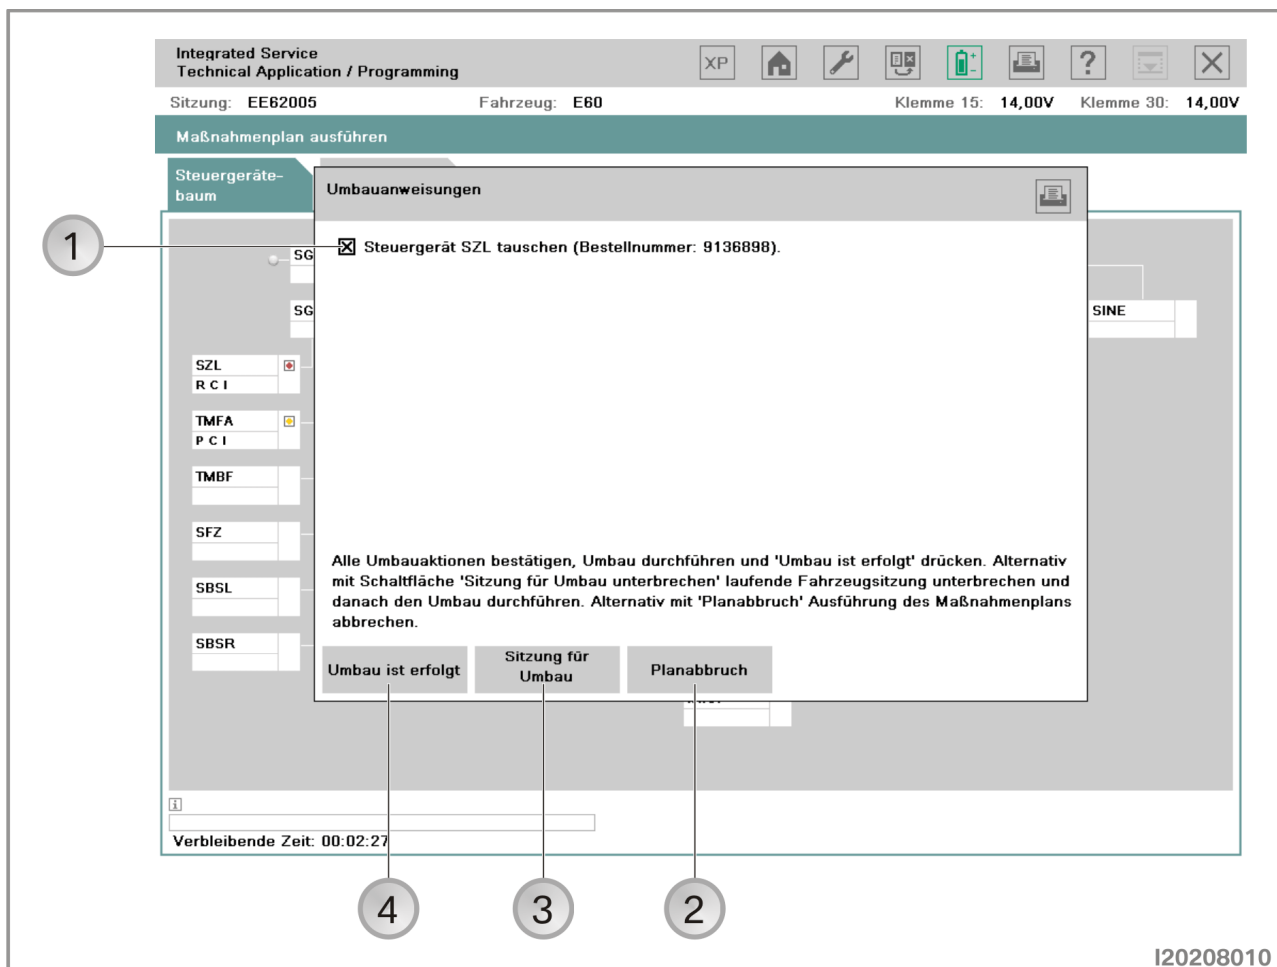 Integrated Service
Technical Application / Programming
XP
?
Sitzung: EE62005 Fahrzeug: E60 Klemme 15: 14,00V Klemme 30: 14,00V
Maßnahmenplan ausführen
Steuergeräte-
baum
Umbauanweisungen
1
Steuergerät SZL tauschen (Bestellnummer: 9136898).
SG
SG
SINE
SZL
R C I
TMFA
P C I
TMBF
SFZ
SBSL
SBSR
Alle Umbauaktionen bestätigen, Umbau durchführen und 'Umbau ist erfolgt' drücken. Alternativ
mit Schaltfläche 'Sitzung für Umbau unterbrechen' laufende Fahrzeugsitzung unterbrechen und
danach den Umbau durchführen. Alternativ mit 'Planabbruch' Ausführung des Maßnahmenplans
abbrechen.
Umbau ist erfolgt
Sitzung für
Umbau
Planabbruch
i
Verbleibende Zeit: 00:02:27
4 3 2
I20208010